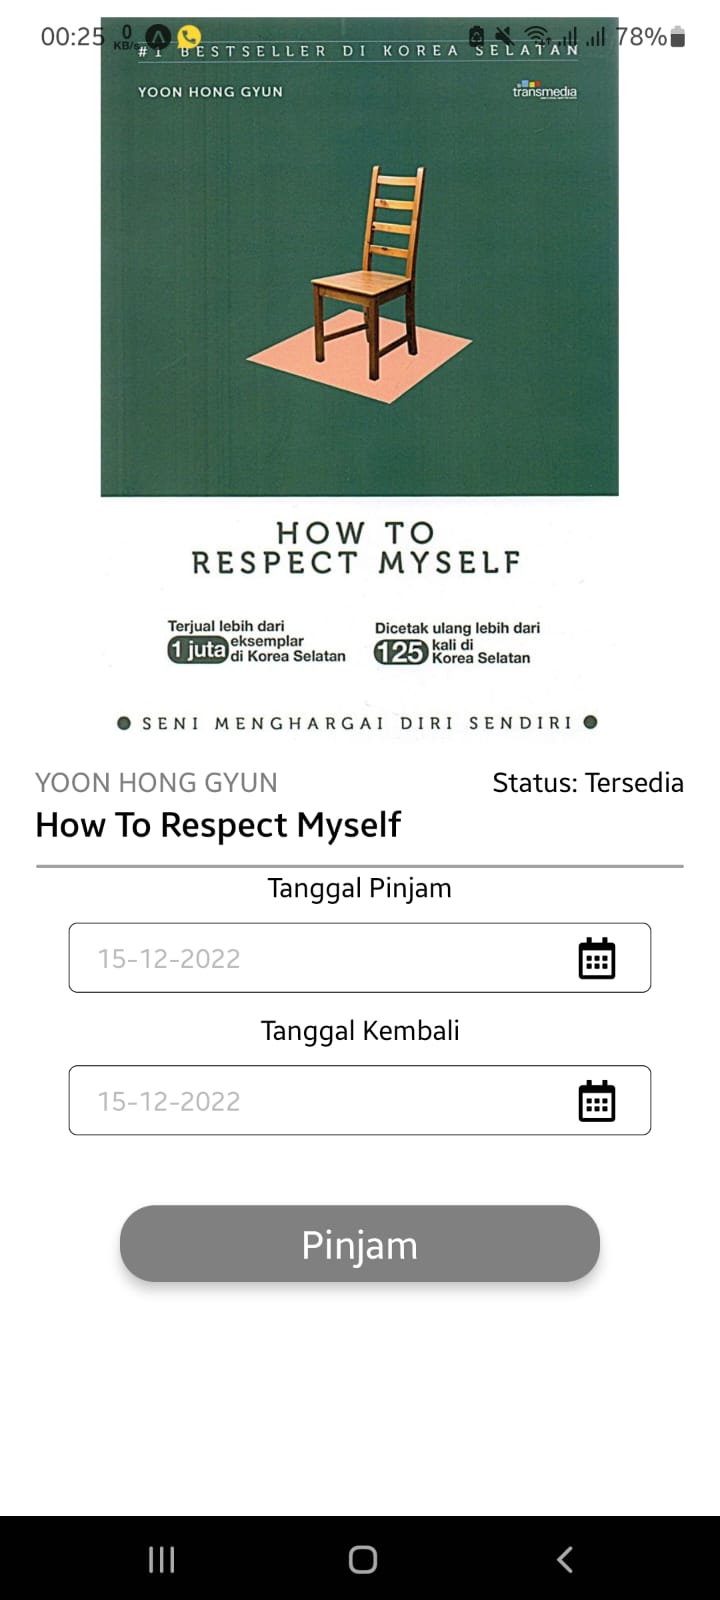 00:25 0 KB/s 78%
#1 BESTSELLER DI KOREA SELATAN
YOON HONG GYUN transmedia
HOW TO
RESPECT MYSELF
Terjual lebih dari
1 juta eksemplar
di Korea Selatan
Dicetak ulang lebih dari
125 kali di
Korea Selatan
● SENI MENGHARGAI DIRI SENDIRI ●
YOON HONG GYUN Status: Tersedia
How To Respect Myself
Tanggal Pinjam
15-12-2022
Tanggal Kembali
15-12-2022
Pinjam